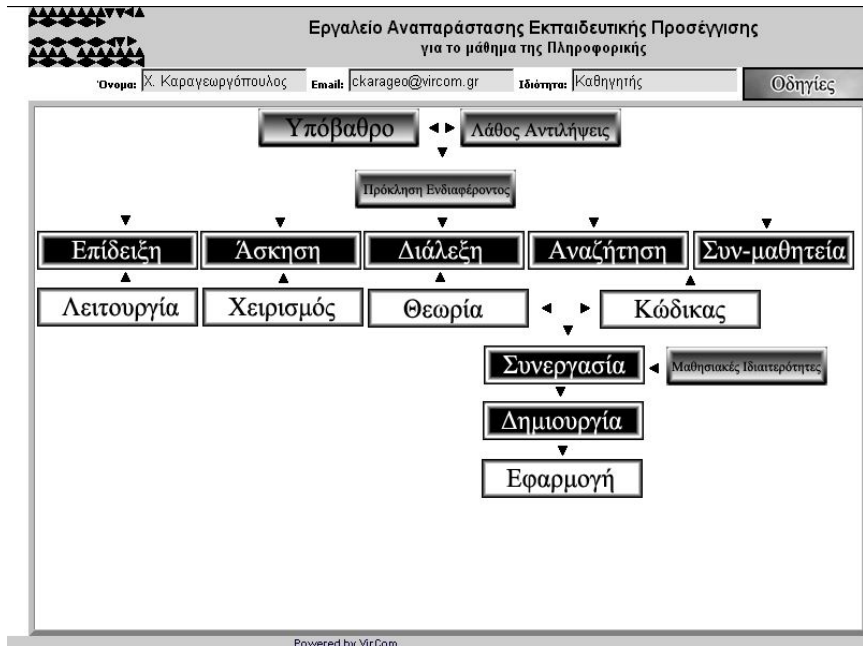 Εργαλείο Αναπαράστασης Εκπαιδευτικής Προσέγγισης
για το μάθημα της Πληροφορικής
Όνομα: Χ. Καραγεωργόπουλος Email: ckarageo@vircom.gr Ιδιότητα: Καθηγητής Οδηγίες
Υπόβαθρο Λάθος Αντιλήψεις
Πρόκληση Ενδιαφέροντος
Επίδειξη Άσκηση Διάλεξη Αναζήτηση Συν-μαθητεία
Λειτουργία Χειρισμός Θεωρία Κώδικας
Συνεργασία Μαθησιακές Ιδιαιτερότητες
Δημιουργία
Εφαρμογή
Powered by VirCom